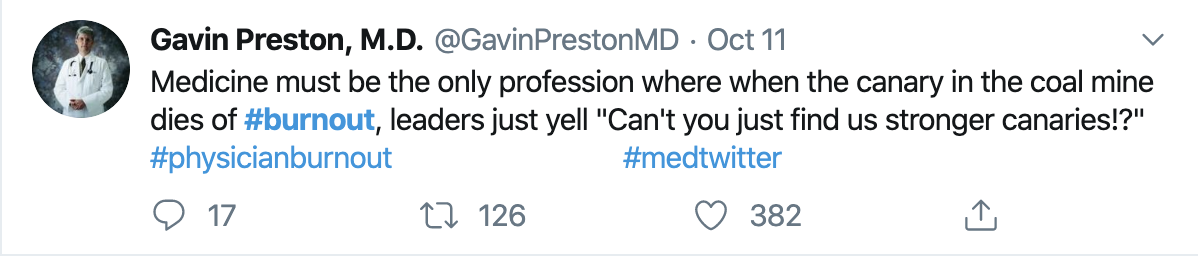 Gavin Preston, M.D. @GavinPrestonMD · Oct 11
Medicine must be the only profession where when the canary in the coal mine
dies of #burnout, leaders just yell "Can't you just find us stronger canaries!?"
#physicianburnout #medtwitter
17 126 382